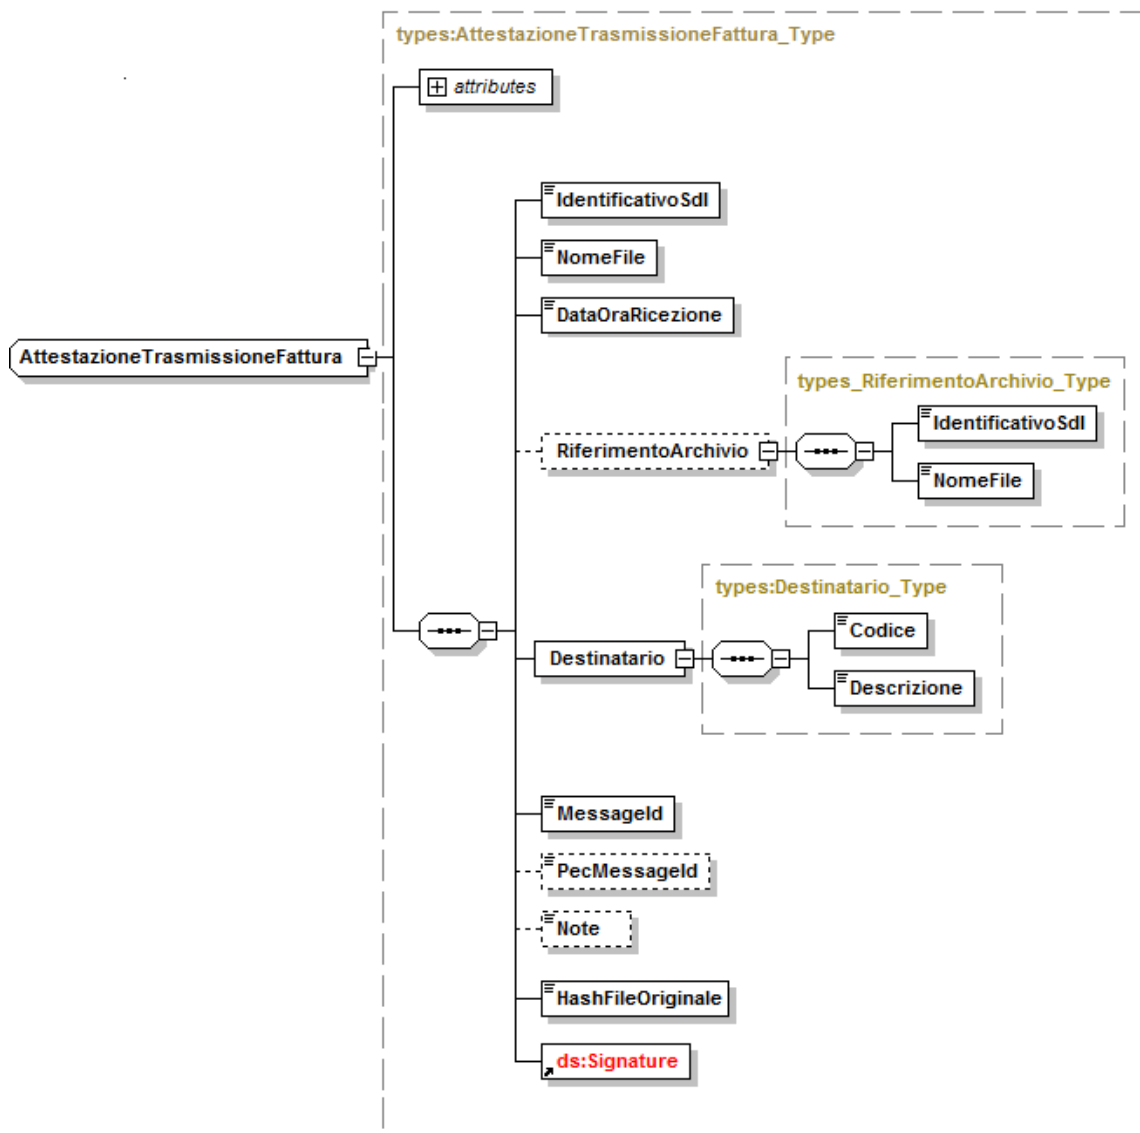 types:AttestazioneTrasmissioneFattura_Type
attributes
IdentificativoSdI
NomeFile
DataOraRicezione
AttestazioneTrasmissioneFattura
types_RiferimentoArchivio_Type
IdentificativoSdI
RiferimentoArchivio
NomeFile
types:Destinatario_Type
Codice
Destinatario
Descrizione
MessageId
PecMessageId
Note
HashFileOriginale
ds:Signature